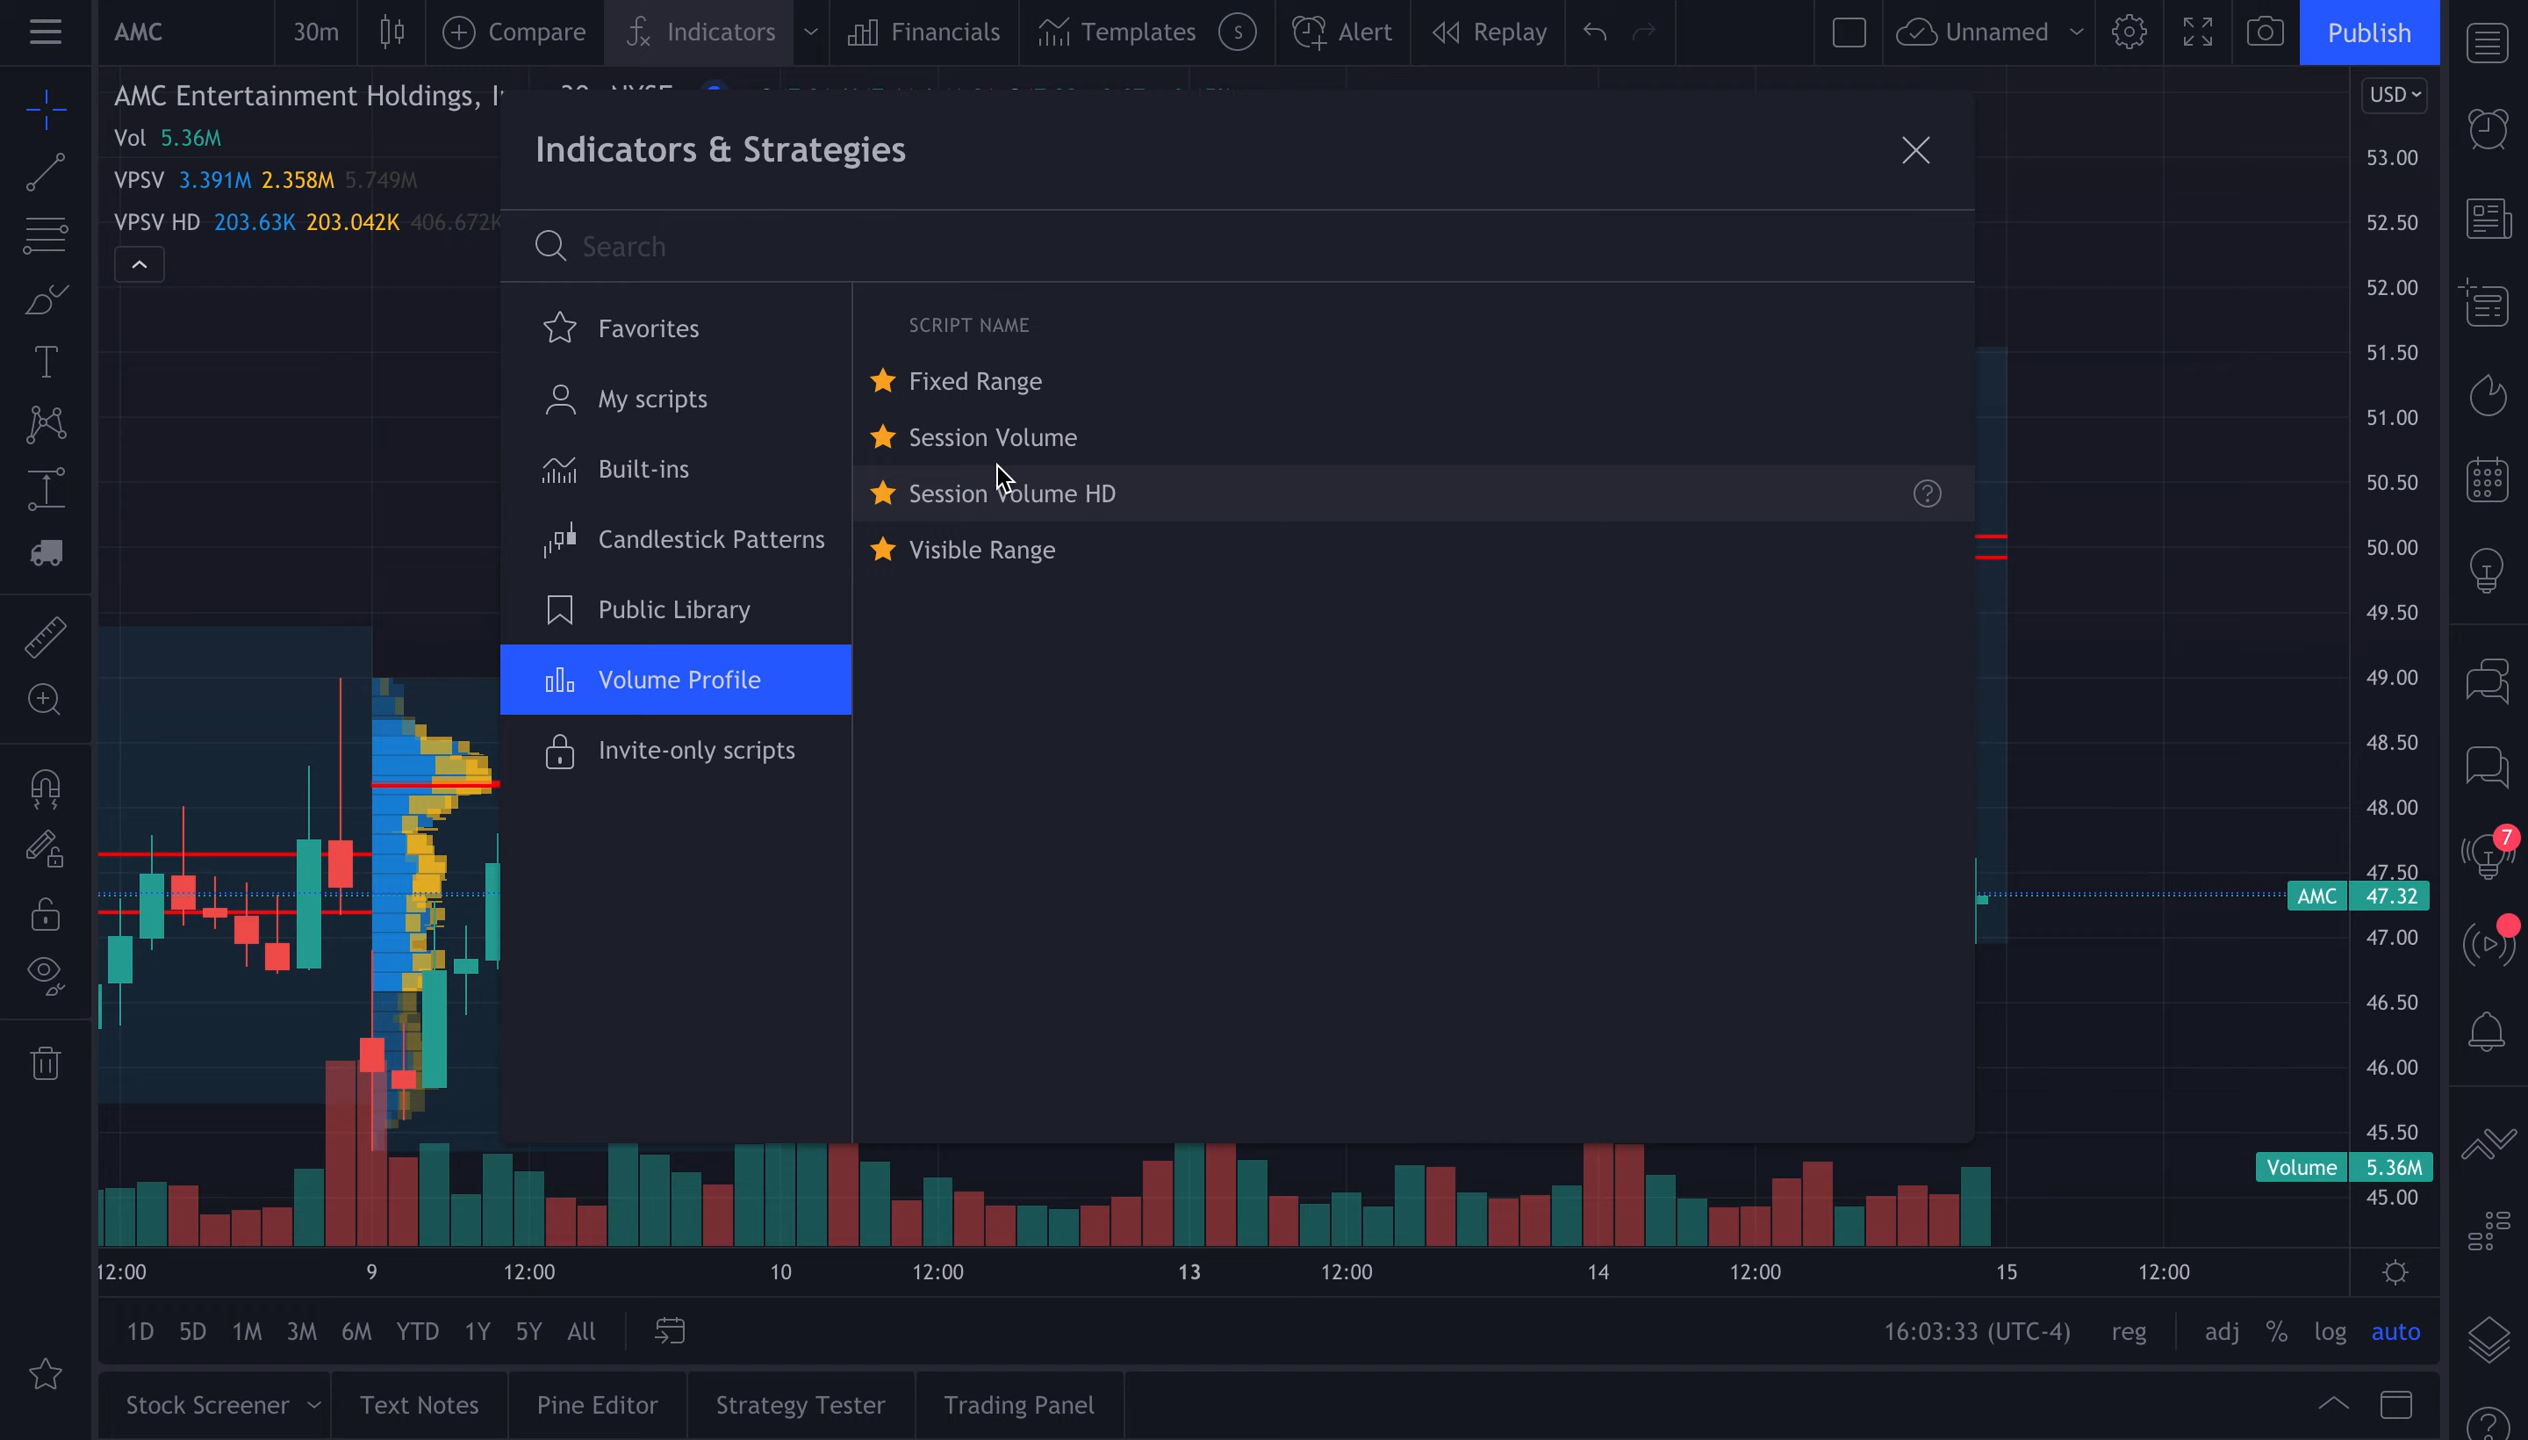 AMC 30m Compare Indicators Financials Templates S Alert Replay Unnamed Publish
AMC Entertainment Holdings,
USD
Vol 5.36M
VPSV 3.391M 2.358M 5.749M
VPSV HD 203.63K 203.042K 406.672K
Indicators & Strategies
Search
Favorites
My scripts
Built-ins
Candlestick Patterns
Public Library
Volume Profile
Invite-only scripts
SCRIPT NAME
Fixed Range
Session Volume
Session Volume HD
Visible Range
53.00
52.50
52.00
51.50
51.00
50.50
50.00
49.50
49.00
48.50
48.00
47.50
AMC 47.32
47.00
46.50
46.00
45.50
Volume 5.36M
45.00
7
12:00 9 12:00 10 12:00 13 12:00 14 12:00 15 12:00
1D 5D 1M 3M 6M YTD 1Y 5Y All 16:03:33 (UTC-4) reg adj % log auto
Stock Screener Text Notes Pine Editor Strategy Tester Trading Panel